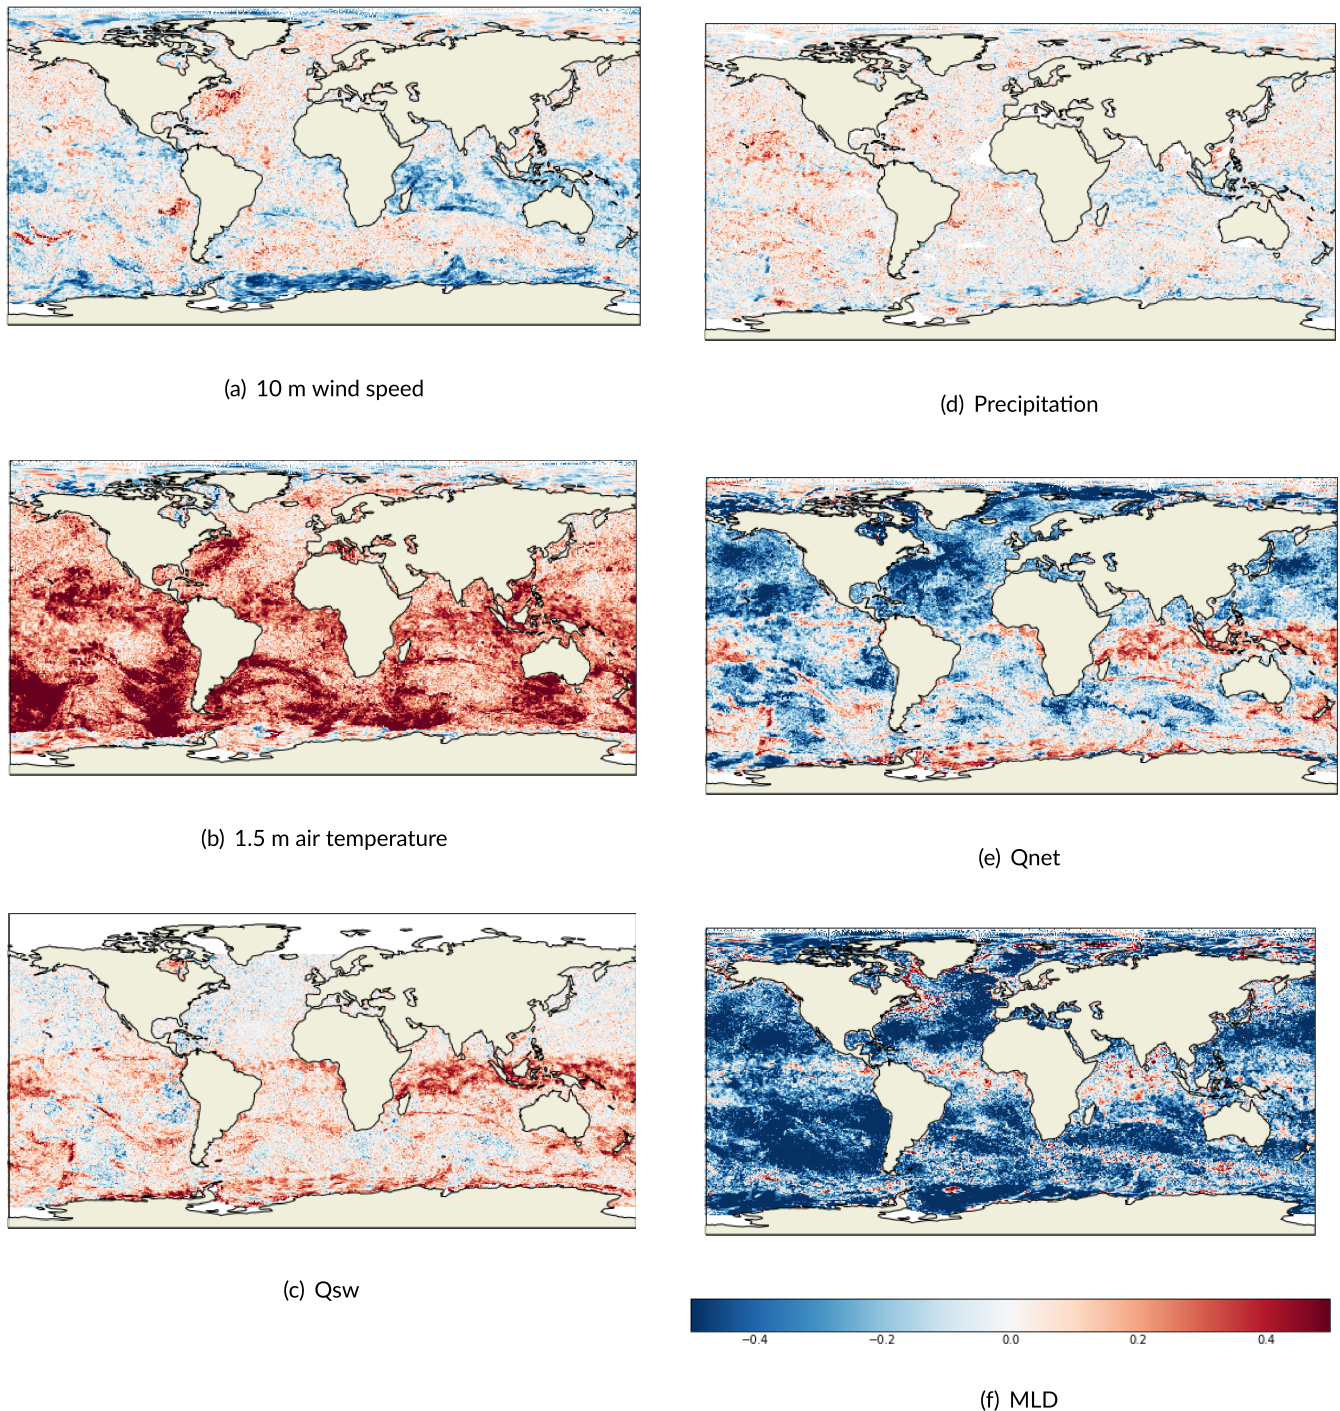 (a) 10 m wind speed
(d) Precipitation
(b) 1.5 m air temperature
(e) Qnet
(c) Qsw
−0.4 −0.2 0.0 0.2 0.4
(f) MLD